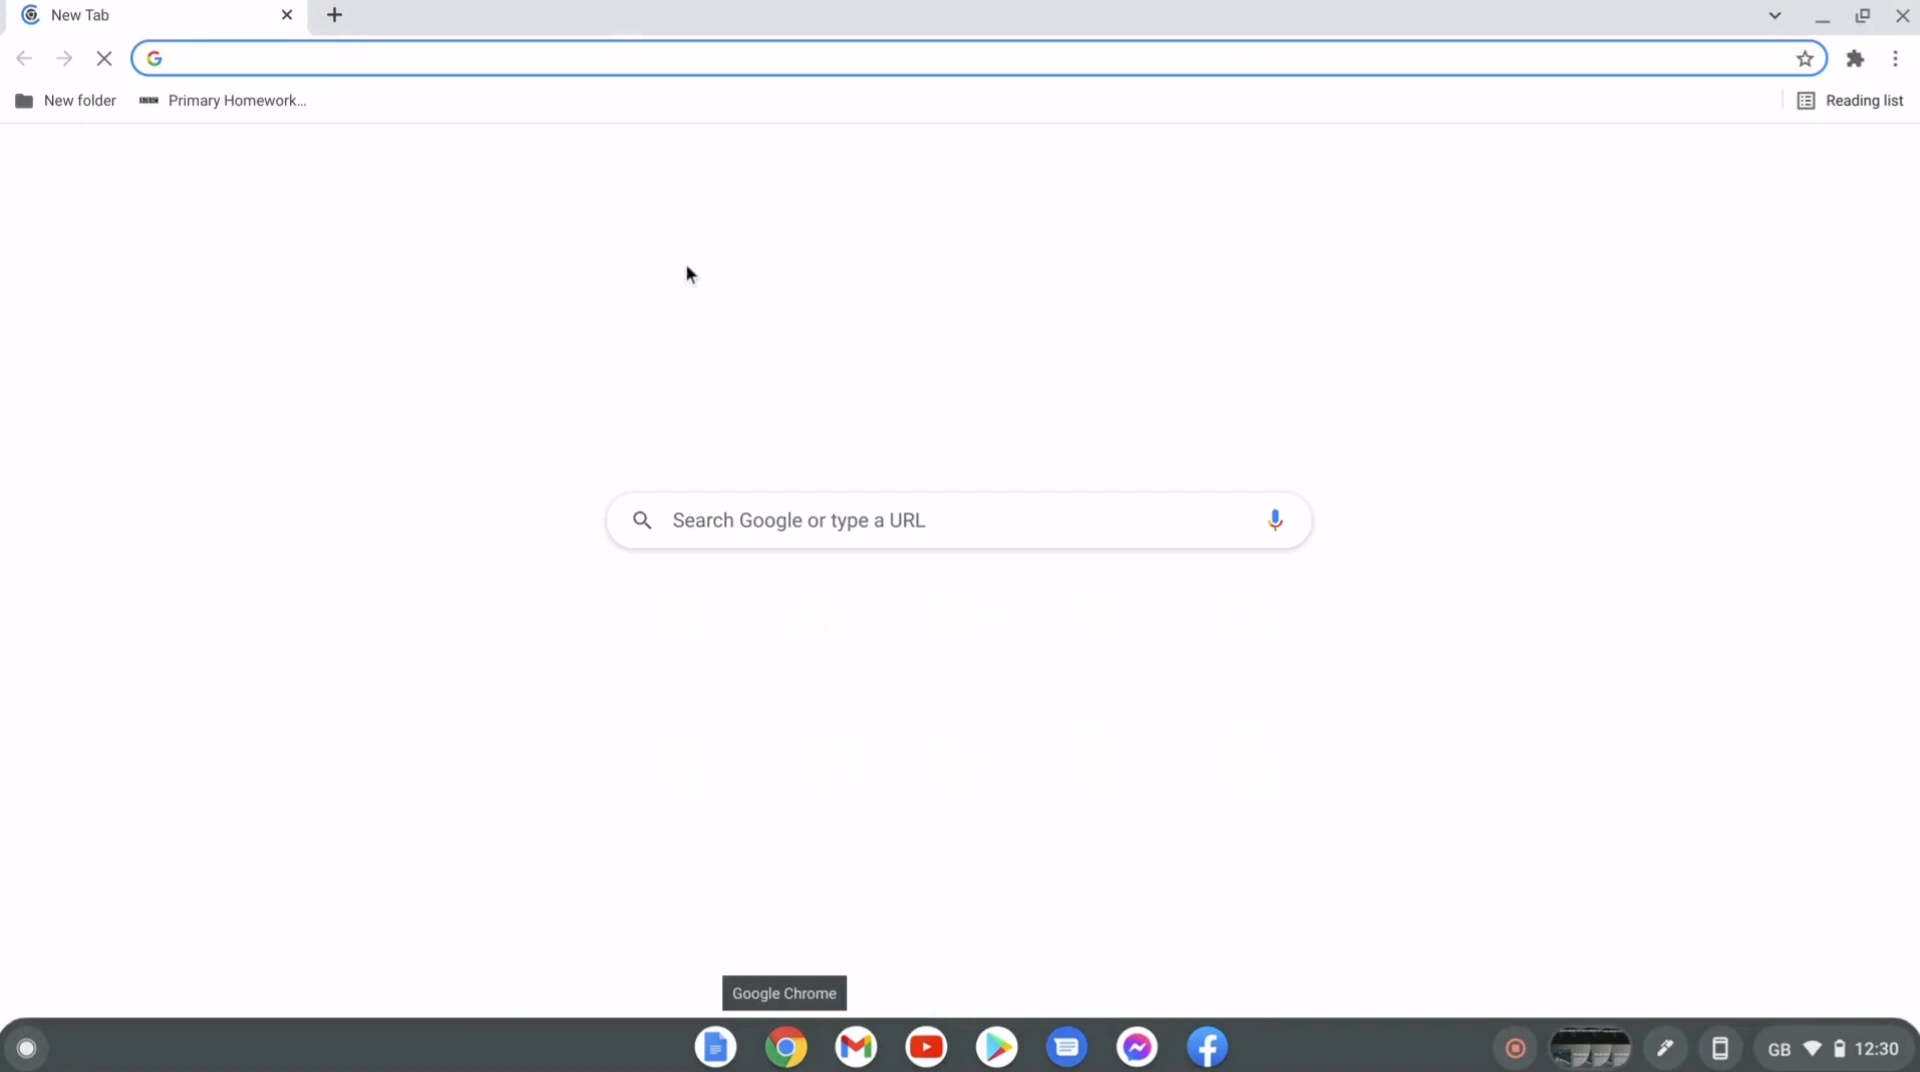 New Tab
New folder
Primary Homework...
Reading list
Search Google or type a URL
Google Chrome
GB 12:30